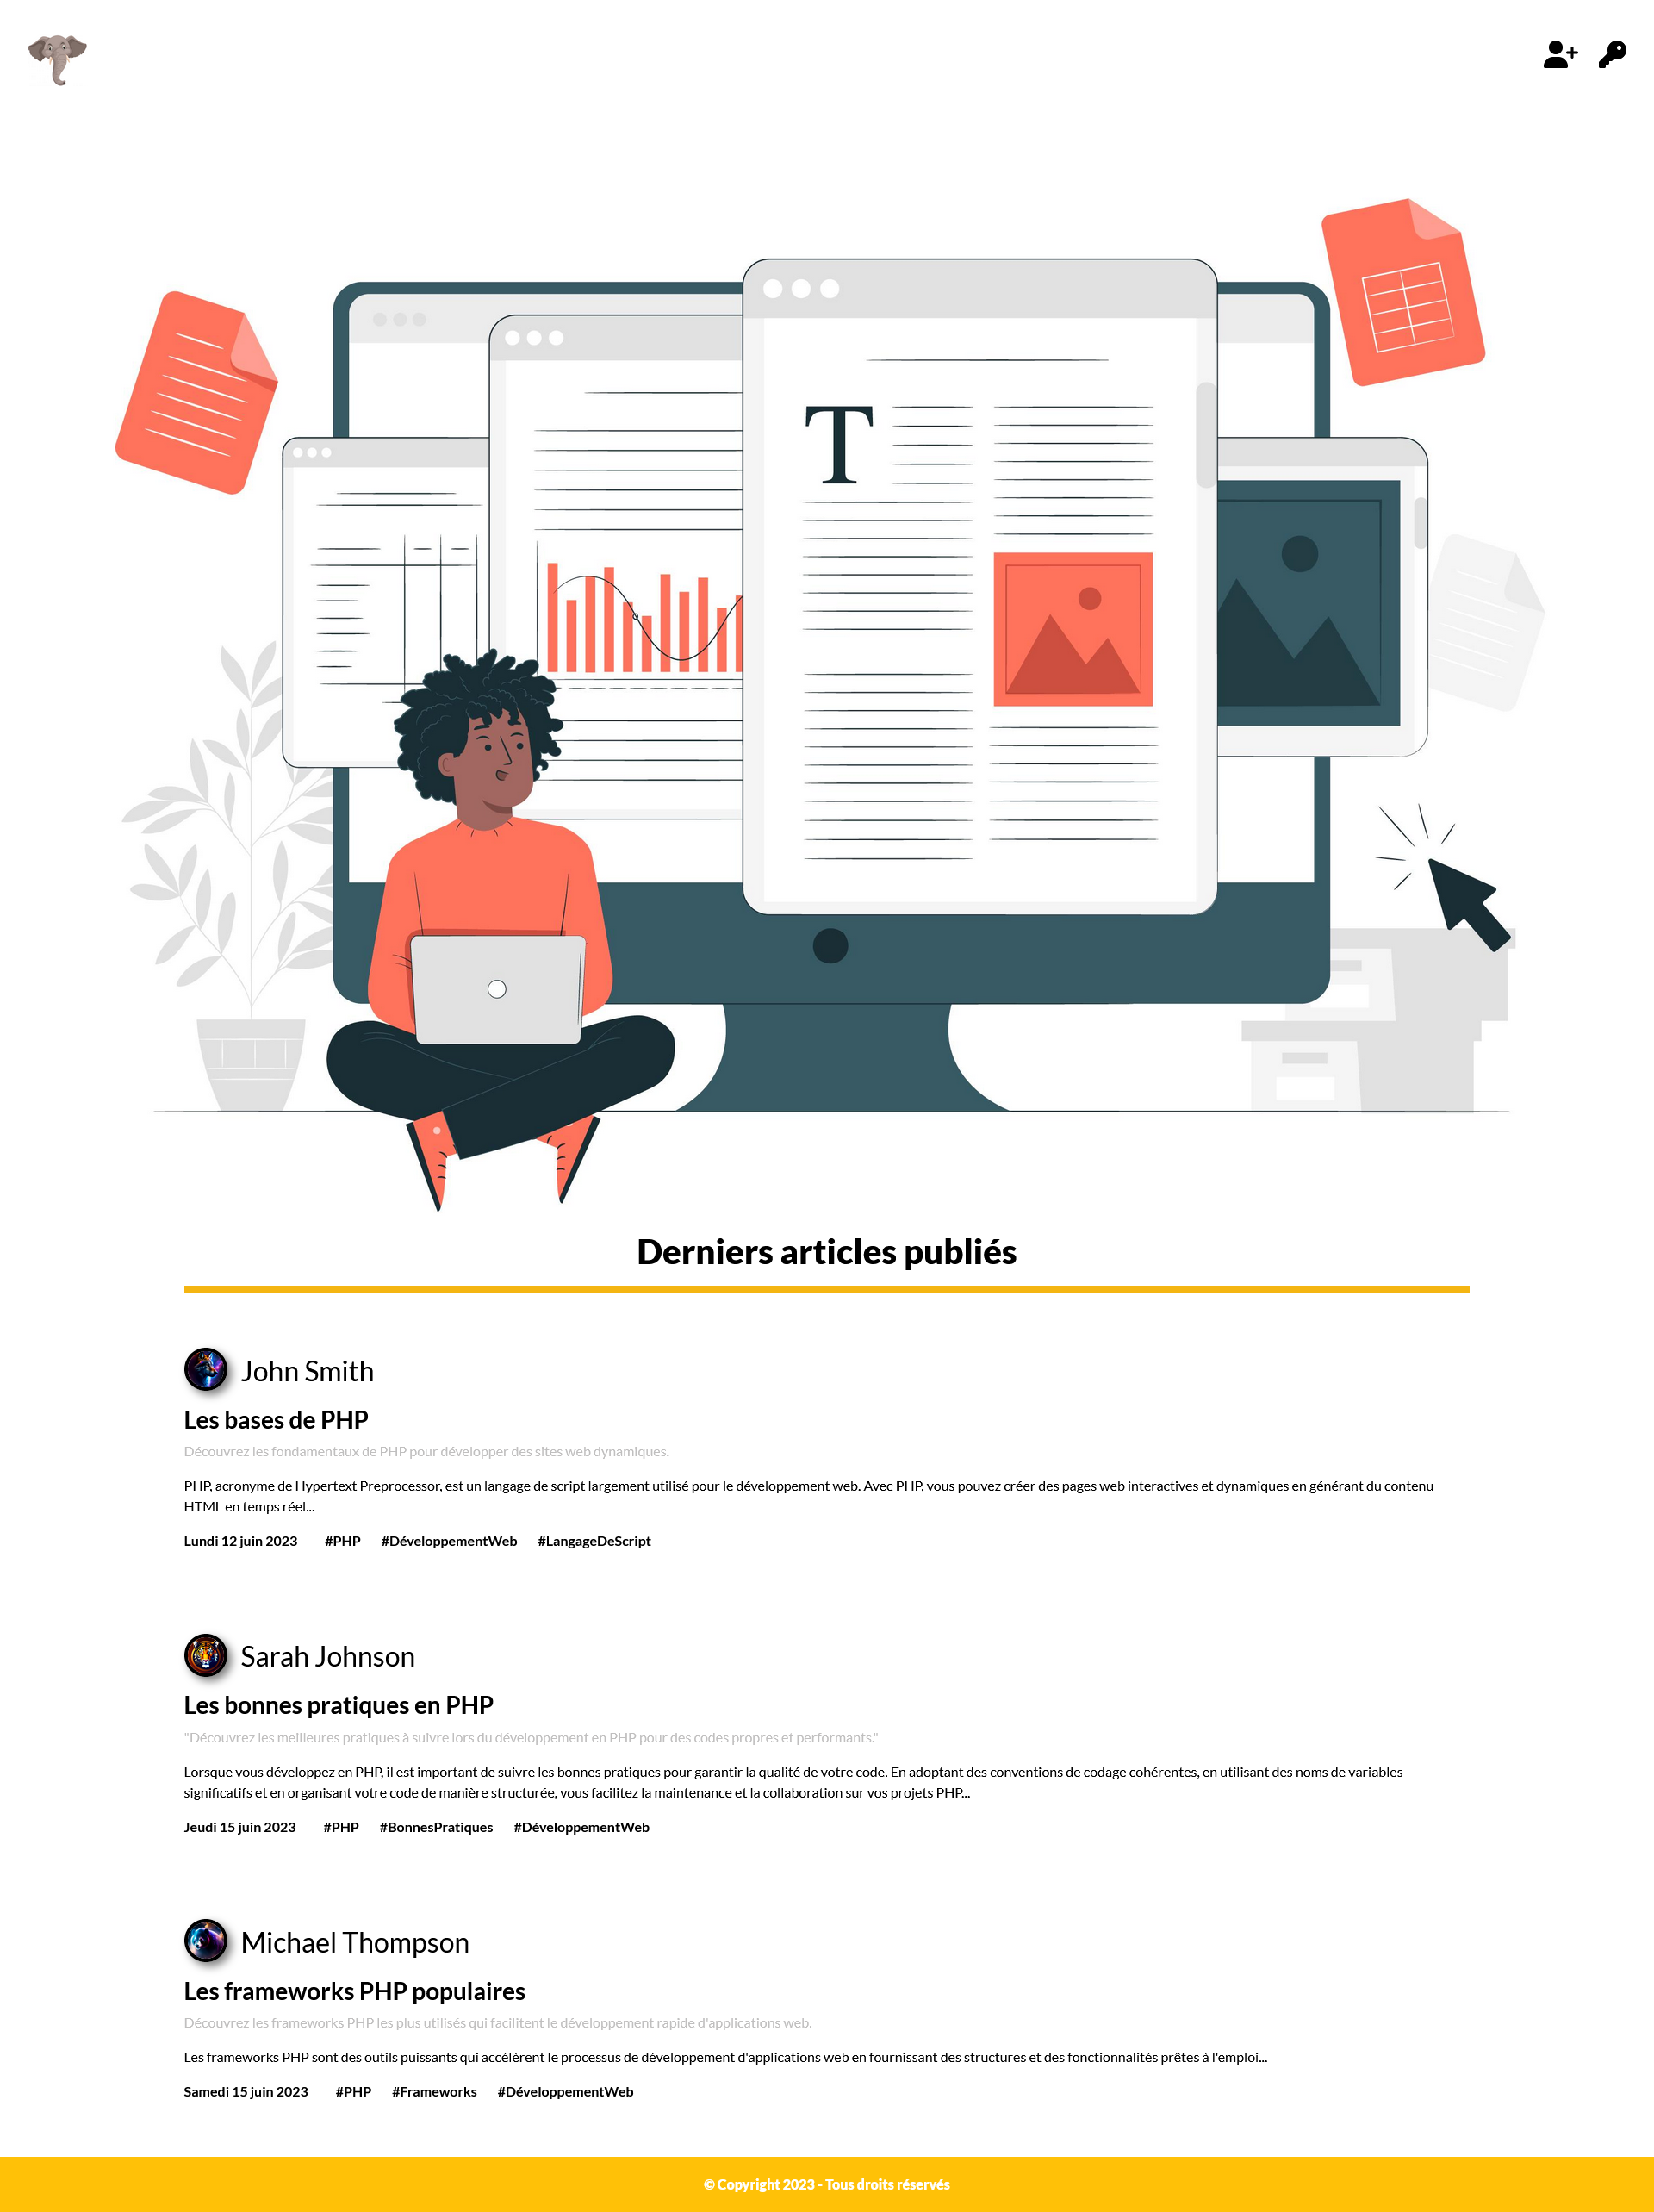 T
Derniers articles publiés
John Smith
Les bases de PHP
Découvrez les fondamentaux de PHP pour développer des sites web dynamiques.
PHP, acronyme de Hypertext Preprocessor, est un langage de script largement utilisé pour le développement web. Avec PHP, vous pouvez créer des pages web interactives et dynamiques en générant du contenu
HTML en temps réel...
Lundi 12 juin 2023 #PHP #DéveloppementWeb #LangageDeScript
Sarah Johnson
Les bonnes pratiques en PHP
"Découvrez les meilleures pratiques à suivre lors du développement en PHP pour des codes propres et performants."
Lorsque vous développez en PHP, il est important de suivre les bonnes pratiques pour garantir la qualité de votre code. En adoptant des conventions de codage cohérentes, en utilisant des noms de variables
significatifs et en organisant votre code de manière structurée, vous facilitez la maintenance et la collaboration sur vos projets PHP...
Jeudi 15 juin 2023 #PHP #BonnesPratiques #DéveloppementWeb
Michael Thompson
Les frameworks PHP populaires
Découvrez les frameworks PHP les plus utilisés qui facilitent le développement rapide d'applications web.
Les frameworks PHP sont des outils puissants qui accélèrent le processus de développement d'applications web en fournissant des structures et des fonctionnalités prêtes à l'emploi...
Samedi 15 juin 2023 #PHP #Frameworks #DéveloppementWeb
© Copyright 2023 - Tous droits réservés